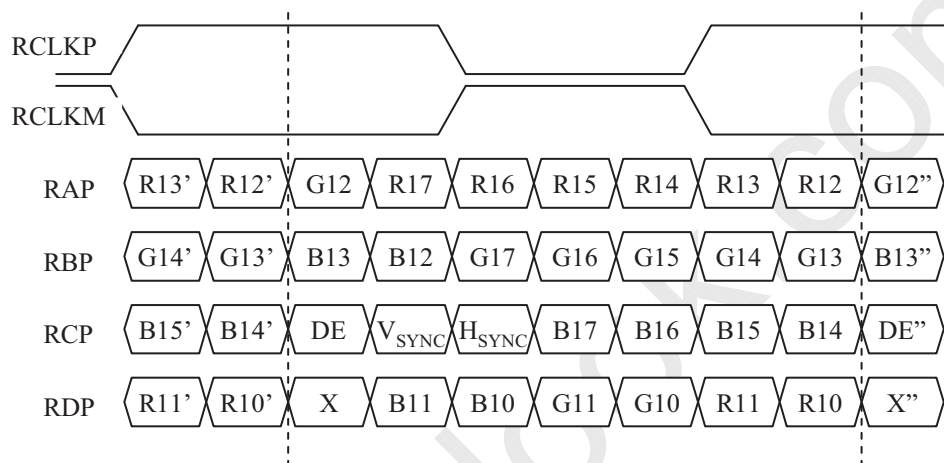 RCLKP
RCLKM
RAP R13’ R12’ G12 R17 R16 R15 R14 R13 R12 G12”
RBP G14’ G13’ B13 B12 G17 G16 G15 G14 G13 B13”
RCP B15’ B14’ DE VSYNC HSYNC B17 B16 B15 B14 DE”
RDP R11’ R10’ X B11 B10 G11 G10 R11 R10 X”